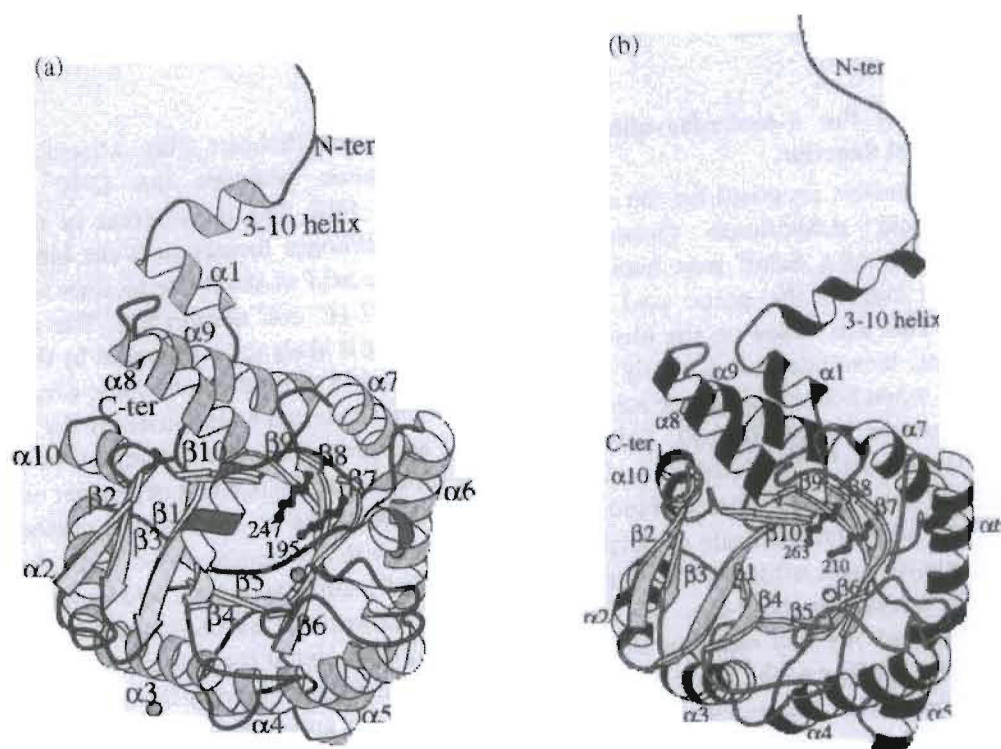 (a)
N-ter
3-10 helix
α1
α9
α8
α7
C-ter
α10
β10
β9
β8
β7
α6
β2
β1
β3
247
195
α2
β5
β4
β6
α3
α4
α5
(b)
N-ter
3-10 helix
α9
α1
α8
α7
C-ter
α10
β9
β8
β7
β2
β10
263
210
β3
β1
β6
β4
β5
α2
α3
α4
α5